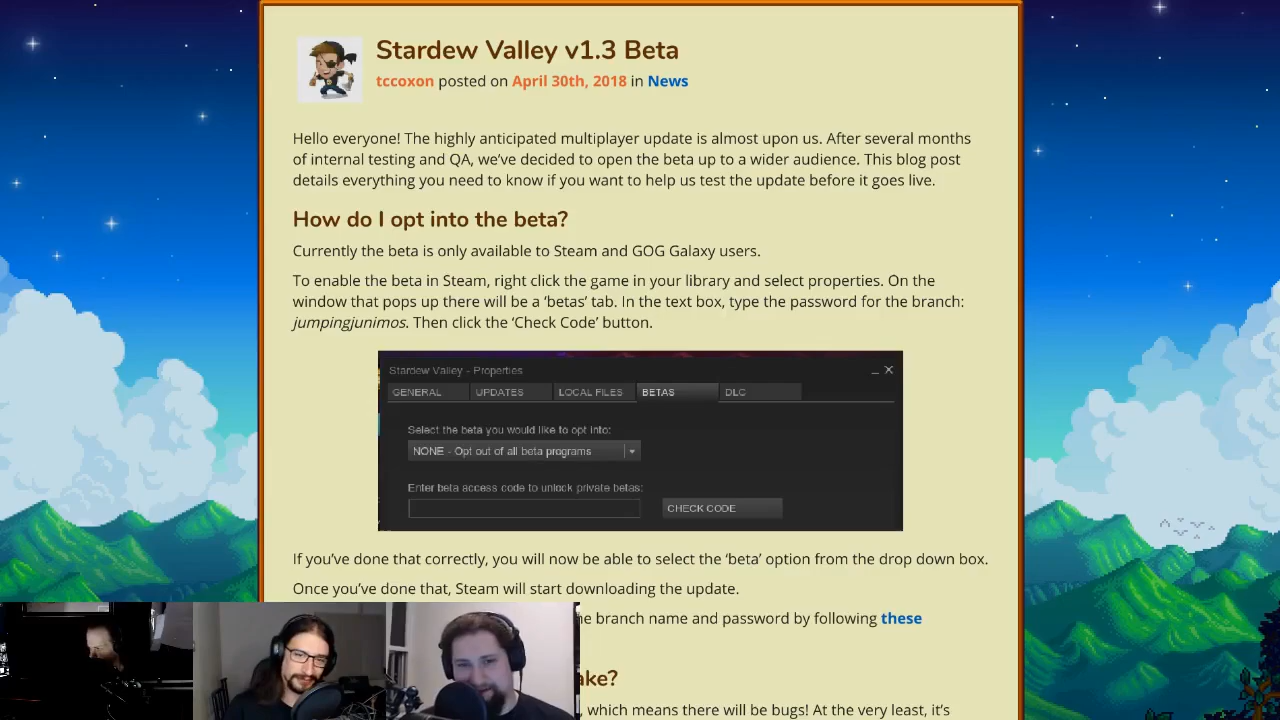 Stardew Valley v1.3 Beta
tccoxon posted on April 30th, 2018 in News
Hello everyone! The highly anticipated multiplayer update is almost upon us. After several months
of internal testing and QA, we've decided to open the beta up to a wider audience. This blog post
details everything you need to know if you want to help us test the update before it goes live.
How do I opt into the beta?
Currently the beta is only available to Steam and GOG Galaxy users.
To enable the beta in Steam, right click the game in your library and select properties. On the
window that pops up there will be a ‘betas’ tab. In the text box, type the password for the branch:
jumpingjunimos. Then click the ‘Check Code’ button.
Stardew Valley - Properties
GENERAL UPDATES LOCAL FILES BETAS DLC
Select the beta you would like to opt into:
NONE - Opt out of all beta programs
Enter beta access code to unlock private betas:
CHECK CODE
If you’ve done that correctly, you will now be able to select the ‘beta’ option from the drop down box.
Once you’ve done that, Steam will start downloading the update.
he branch name and password by following these
ake?
, which means there will be bugs! At the very least, it’s